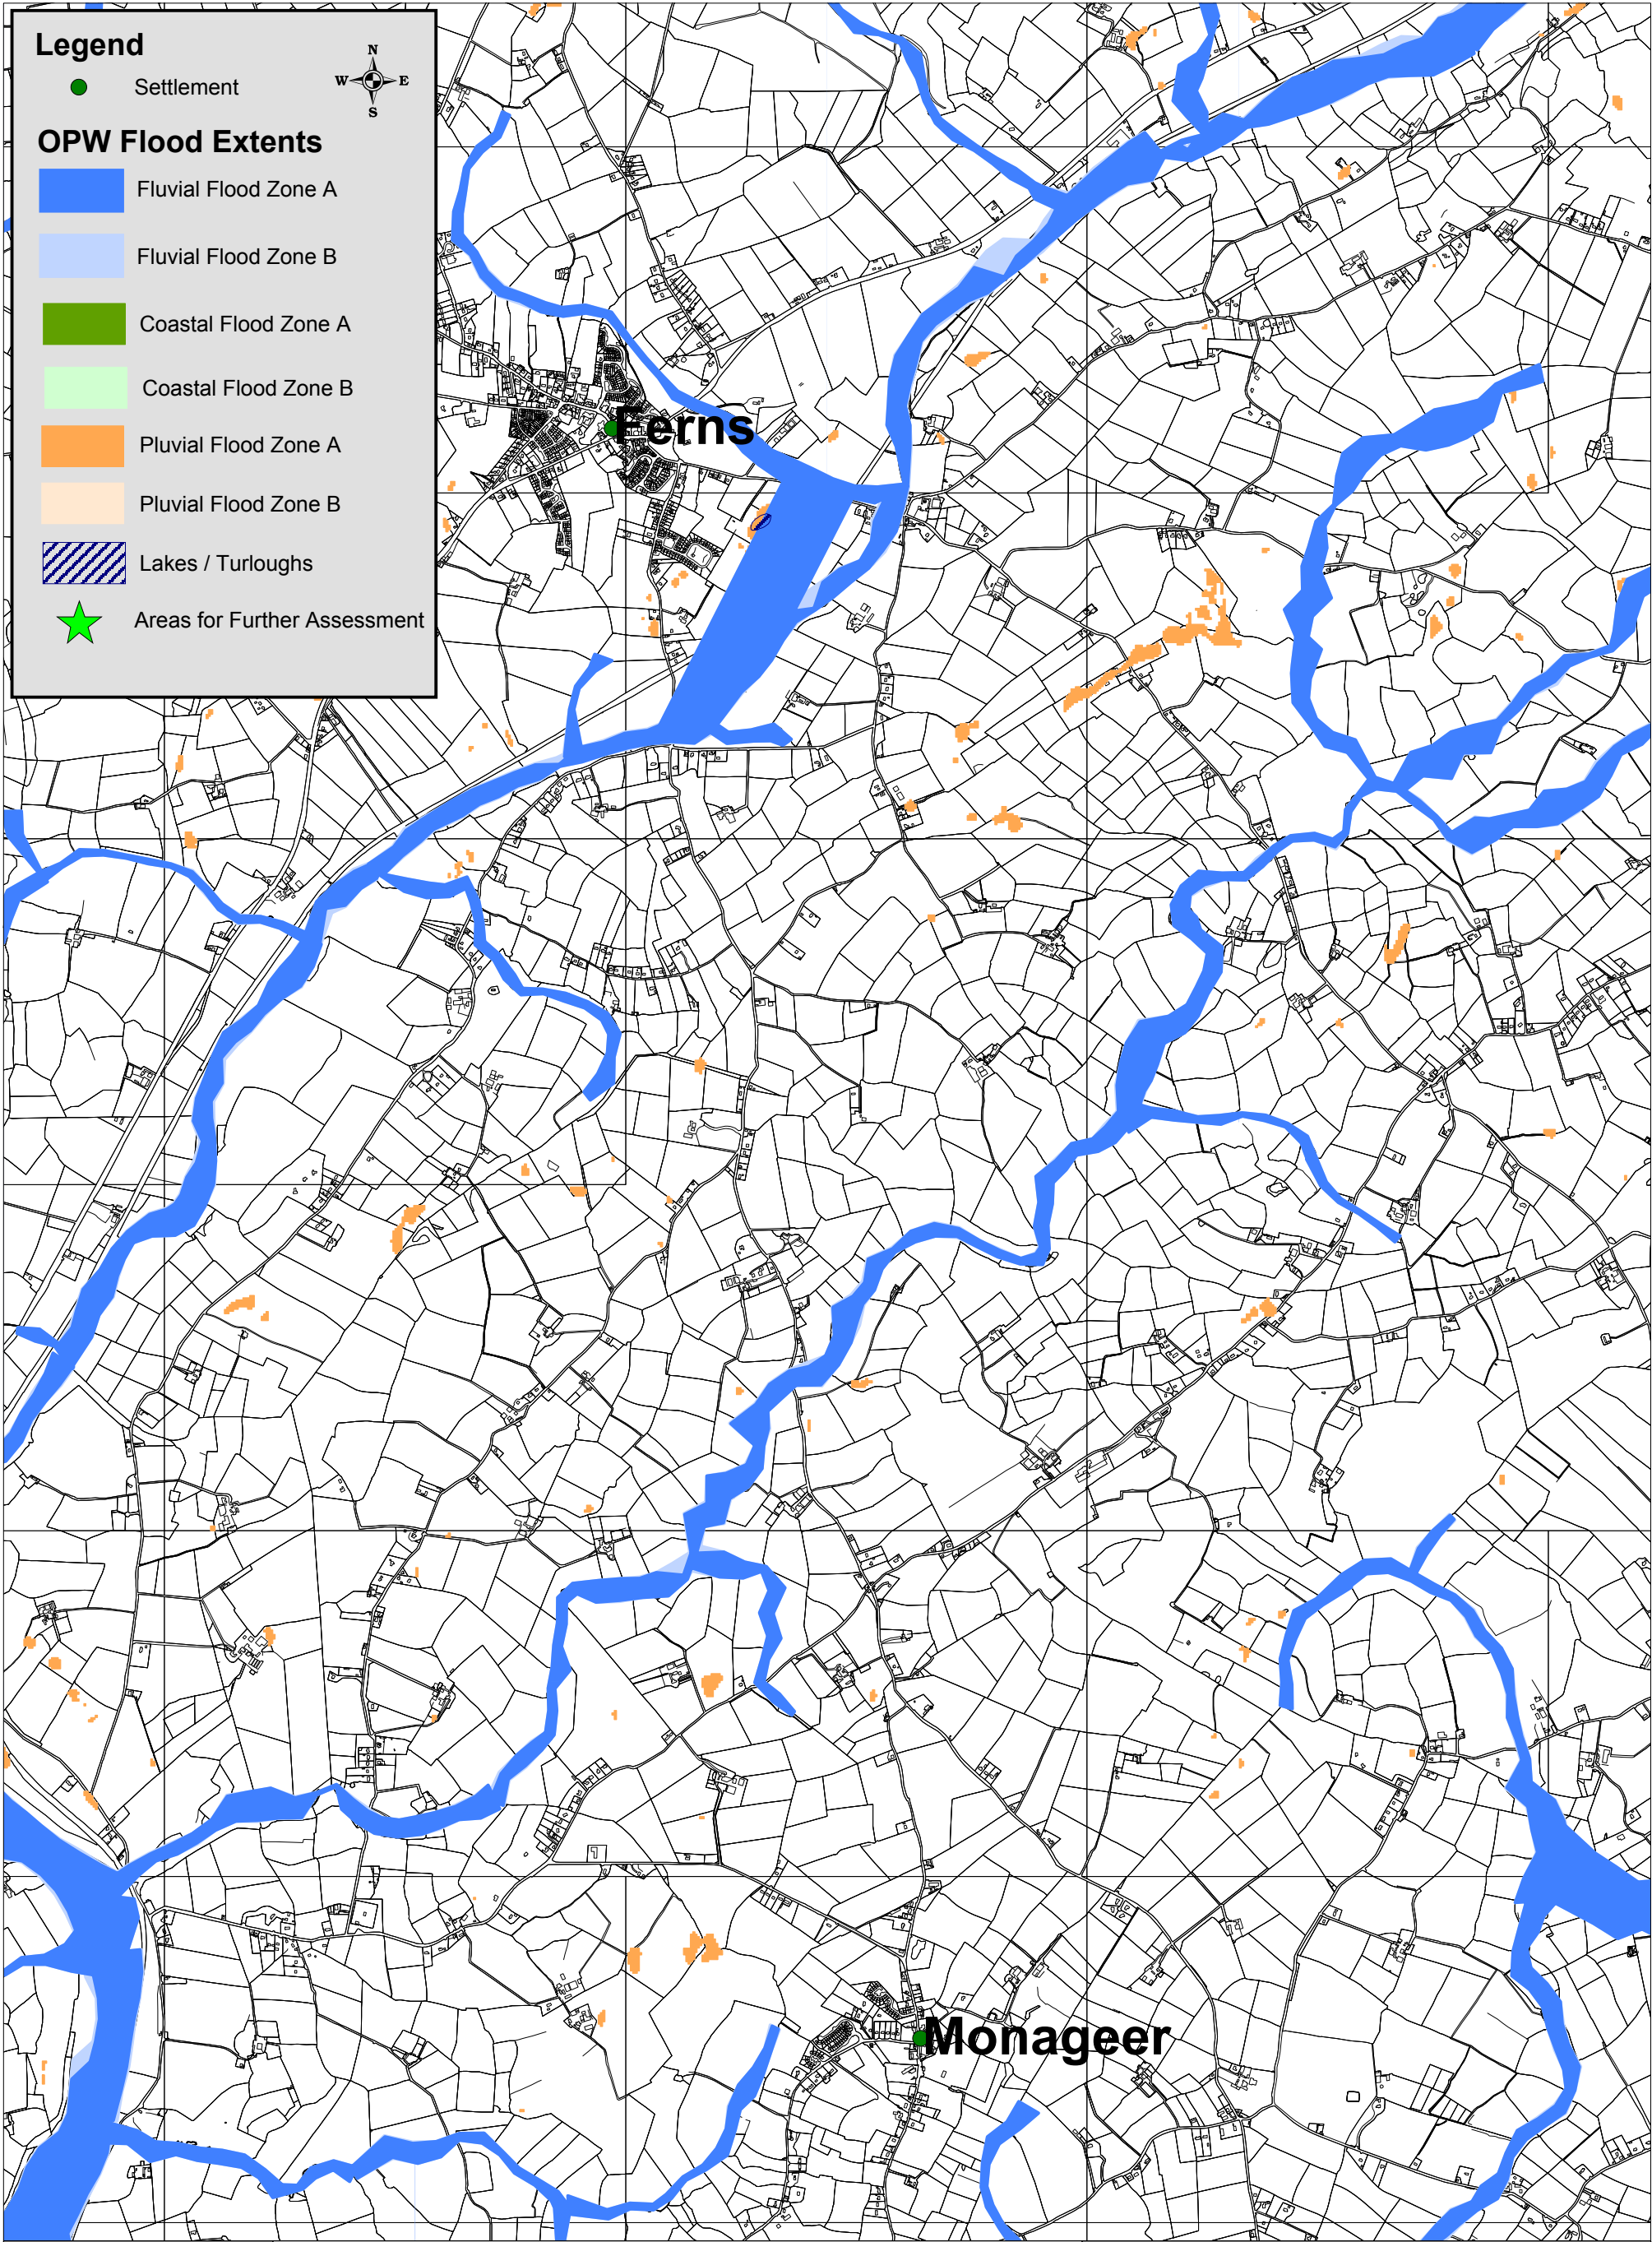 Legend
N
W E
S
Settlement
OPW Flood Extents
Fluvial Flood Zone A
Fluvial Flood Zone B
Coastal Flood Zone A
Coastal Flood Zone B
Pluvial Flood Zone A
Pluvial Flood Zone B
Lakes / Turloughs
Areas for Further Assessment
Ferns
Monageer